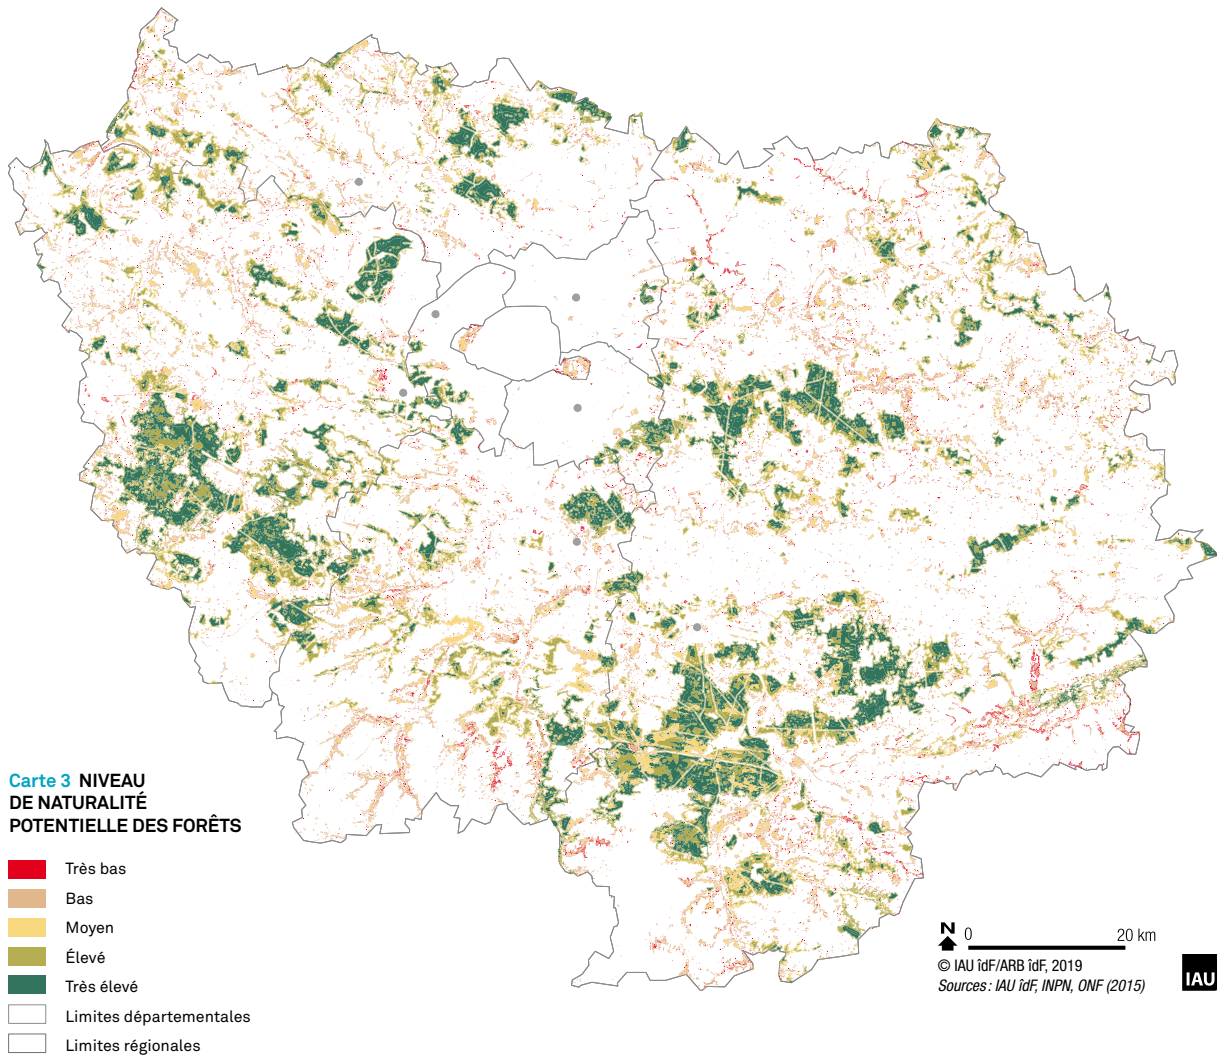 Carte 3 NIVEAU
DE NATURALITÉ
POTENTIELLE DES FORÊTS
Très bas
Bas
Moyen
Élevé
Très élevé
Limites départementales
Limites régionales
N 0 20 km
© IAU îdF/ARB îdF, 2019
Sources : IAU îdF, INPN, ONF (2015)
IAU